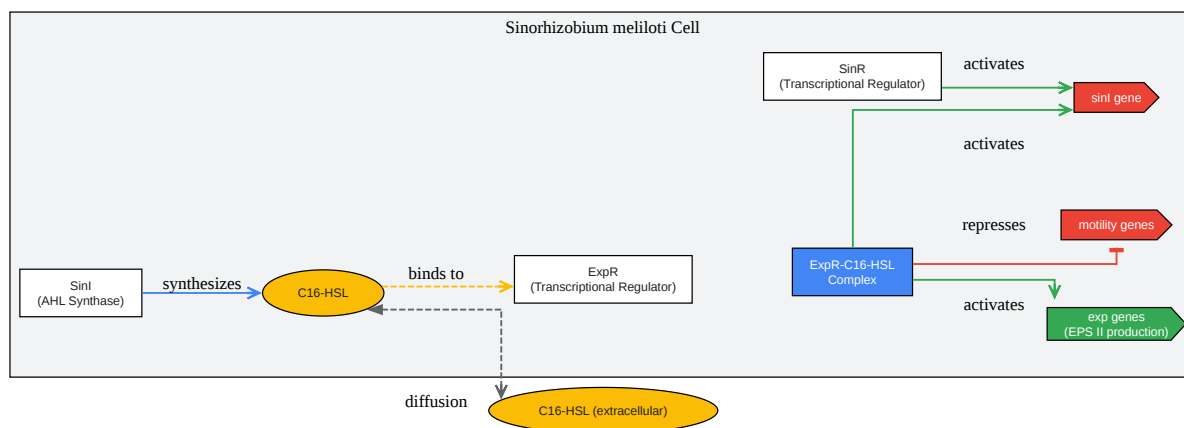 Sinorhizobium meliloti Cell
SinR
(Transcriptional Regulator)
activates
sinI gene
activates
represses
motility genes
SinI
(AHL Synthase)
synthesizes
C16-HSL
binds to
ExpR
(Transcriptional Regulator)
ExpR-C16-HSL
Complex
activates
exp genes
(EPS II production)
diffusion
C16-HSL (extracellular)